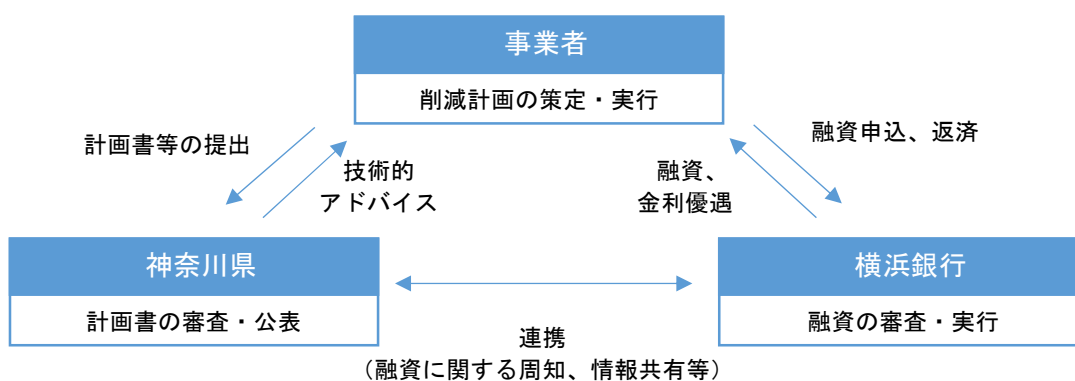 事業者
削減計画の策定・実行
計画書等の提出
技術的
アドバイス
融資、
金利優遇
融資申込、返済
神奈川県
計画書の審査・公表
横浜銀行
融資の審査・実行
連携
（融資に関する周知、情報共有等）